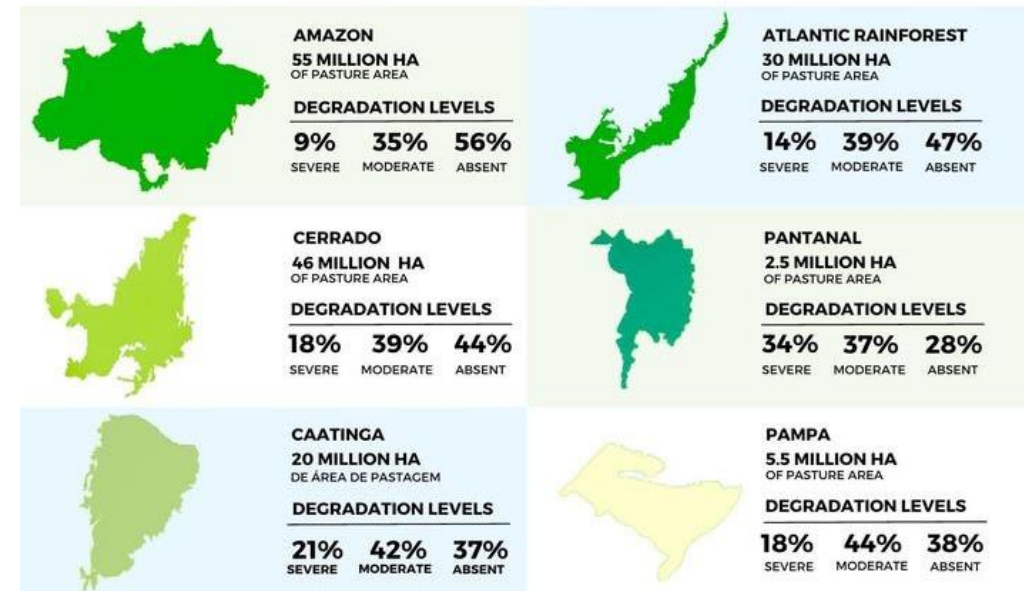 AMAZON
55 MILLION HA
OF PASTURE AREA
DEGRADATION LEVELS
9% 35% 56%
SEVERE MODERATE ABSENT
ATLANTIC RAINFOREST
30 MILLION HA
OF PASTURE AREA
DEGRADATION LEVELS
14% 39% 47%
SEVERE MODERATE ABSENT
CERRADO
46 MILLION HA
OF PASTURE AREA
DEGRADATION LEVELS
18% 39% 44%
SEVERE MODERATE ABSENT
PANTANAL
2.5 MILLION HA
OF PASTURE AREA
DEGRADATION LEVELS
34% 37% 28%
SEVERE MODERATE ABSENT
CAATINGA
20 MILLION HA
DE ÁREA DE PASTAGEM
DEGRADATION LEVELS
21% 42% 37%
SEVERE MODERATE ABSENT
PAMPA
5.5 MILLION HA
OF PASTURE AREA
DEGRADATION LEVELS
18% 44% 38%
SEVERE MODERATE ABSENT